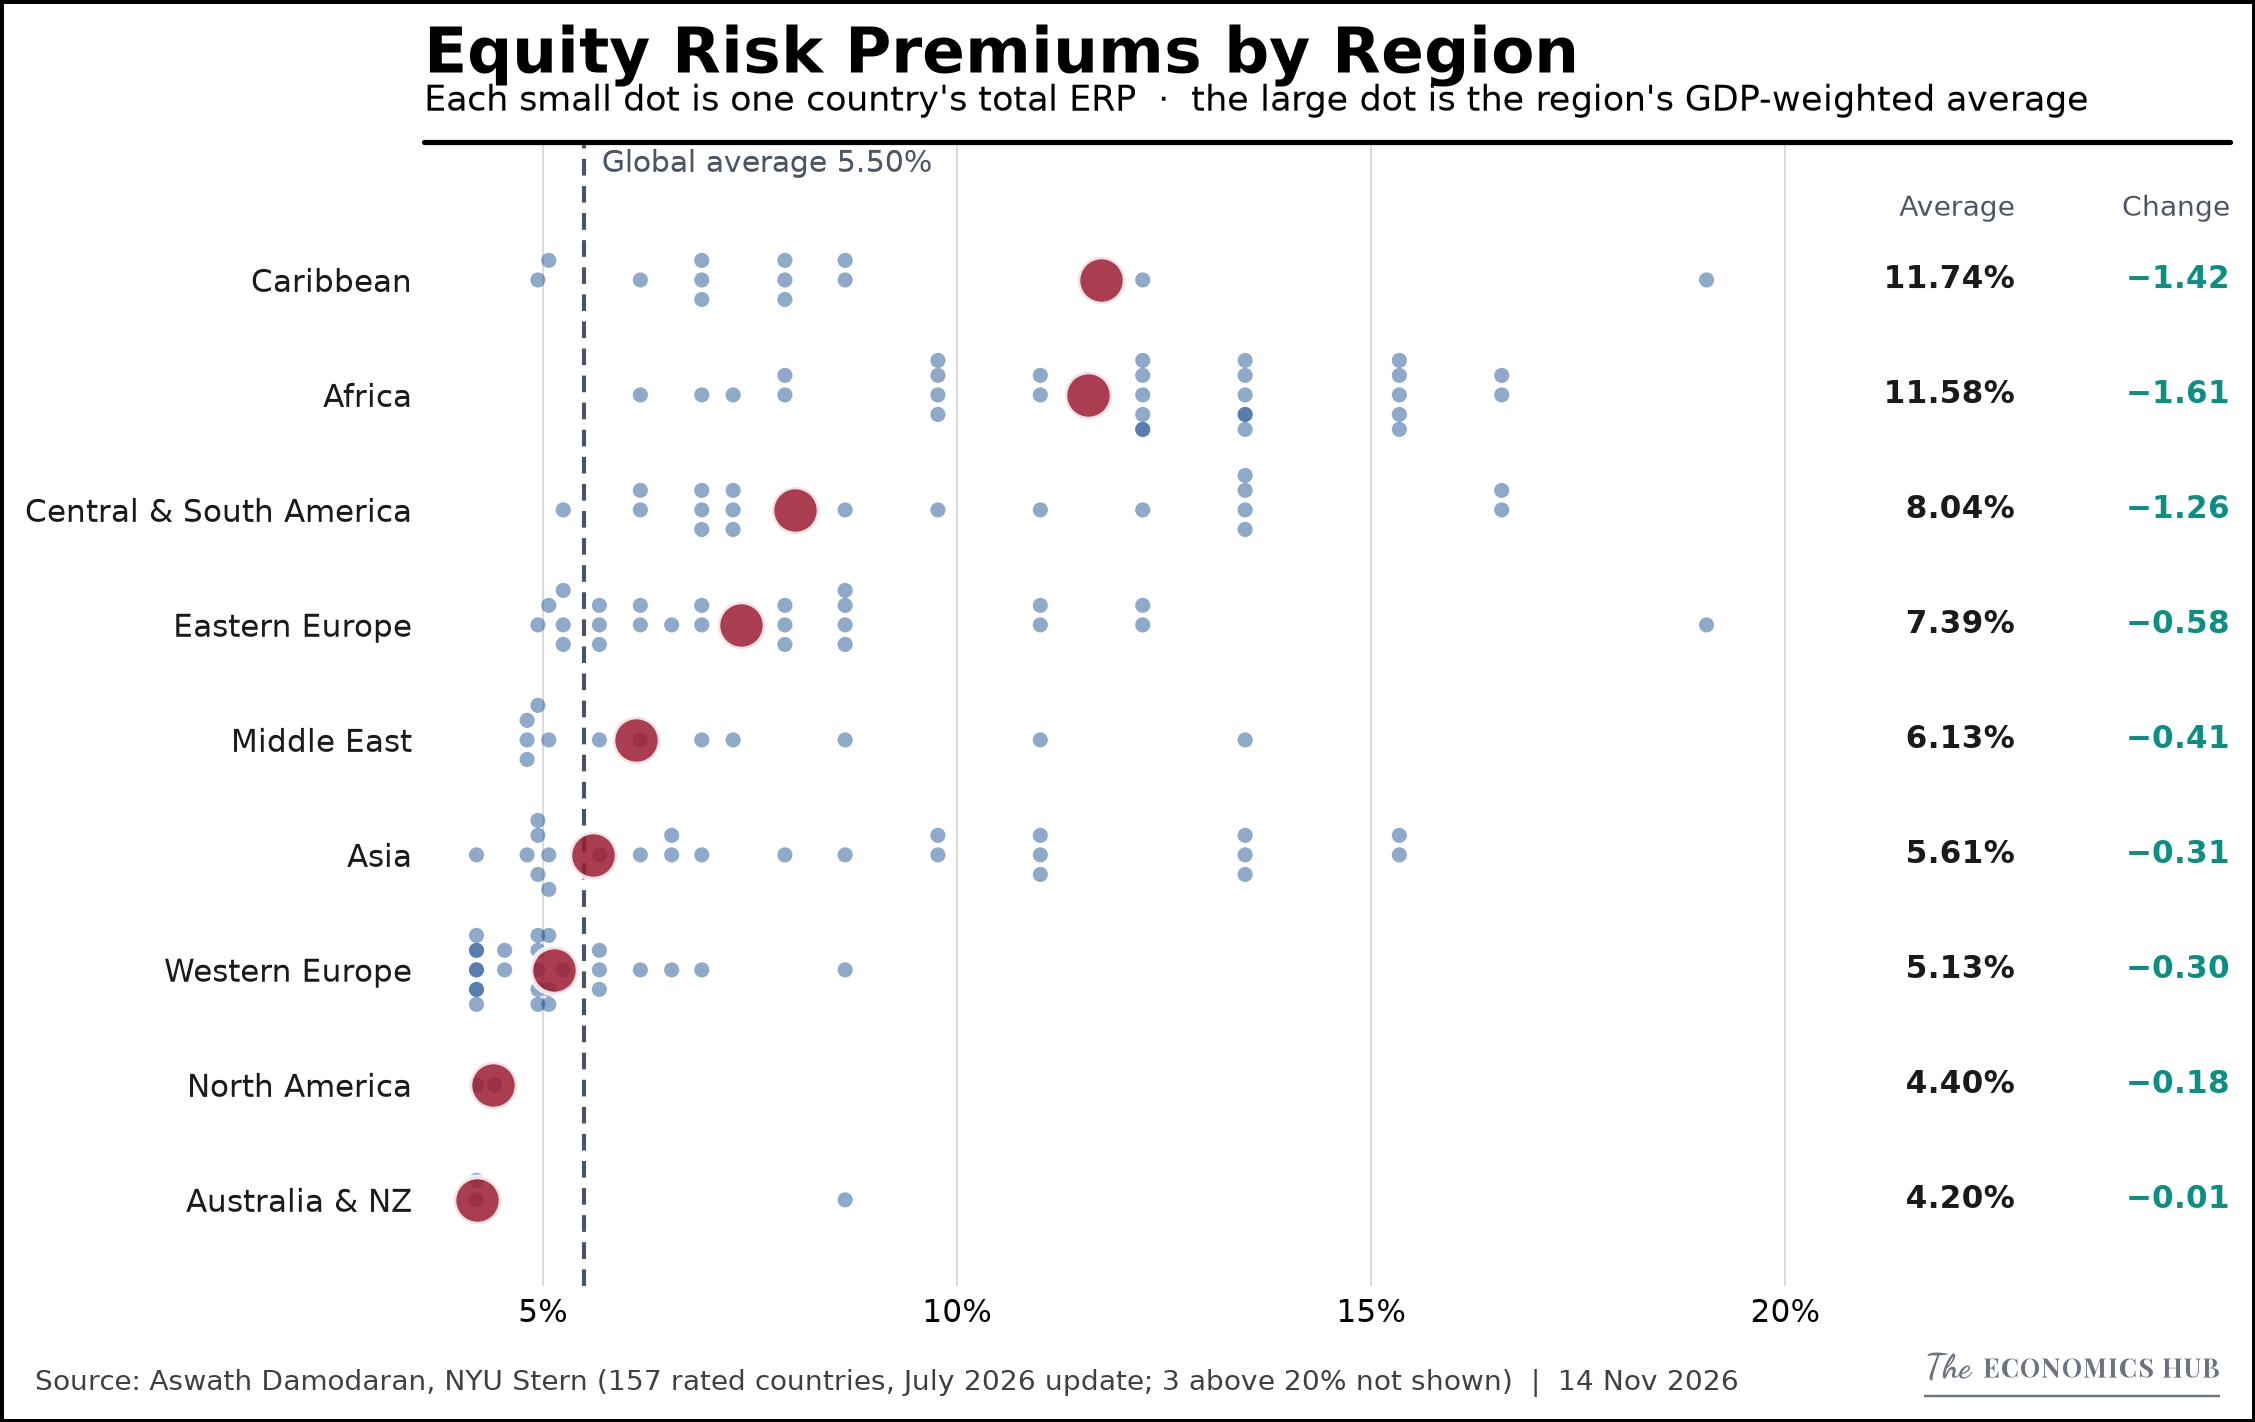 Equity Risk Premiums by Region
Each small dot is one country's total ERP · the large dot is the region's GDP-weighted average
Global average 5.50%
Average Change
Caribbean 11.74% −1.42
Africa 11.58% −1.61
Central & South America 8.04% −1.26
Eastern Europe 7.39% −0.58
Middle East 6.13% −0.41
Asia 5.61% −0.31
Western Europe 5.13% −0.30
North America 4.40% −0.18
Australia & NZ 4.20% −0.01
5% 10% 15% 20%
Source: Aswath Damodaran, NYU Stern (157 rated countries, July 2026 update; 3 above 20% not shown) | 14 Nov 2026
The ECONOMICS HUB